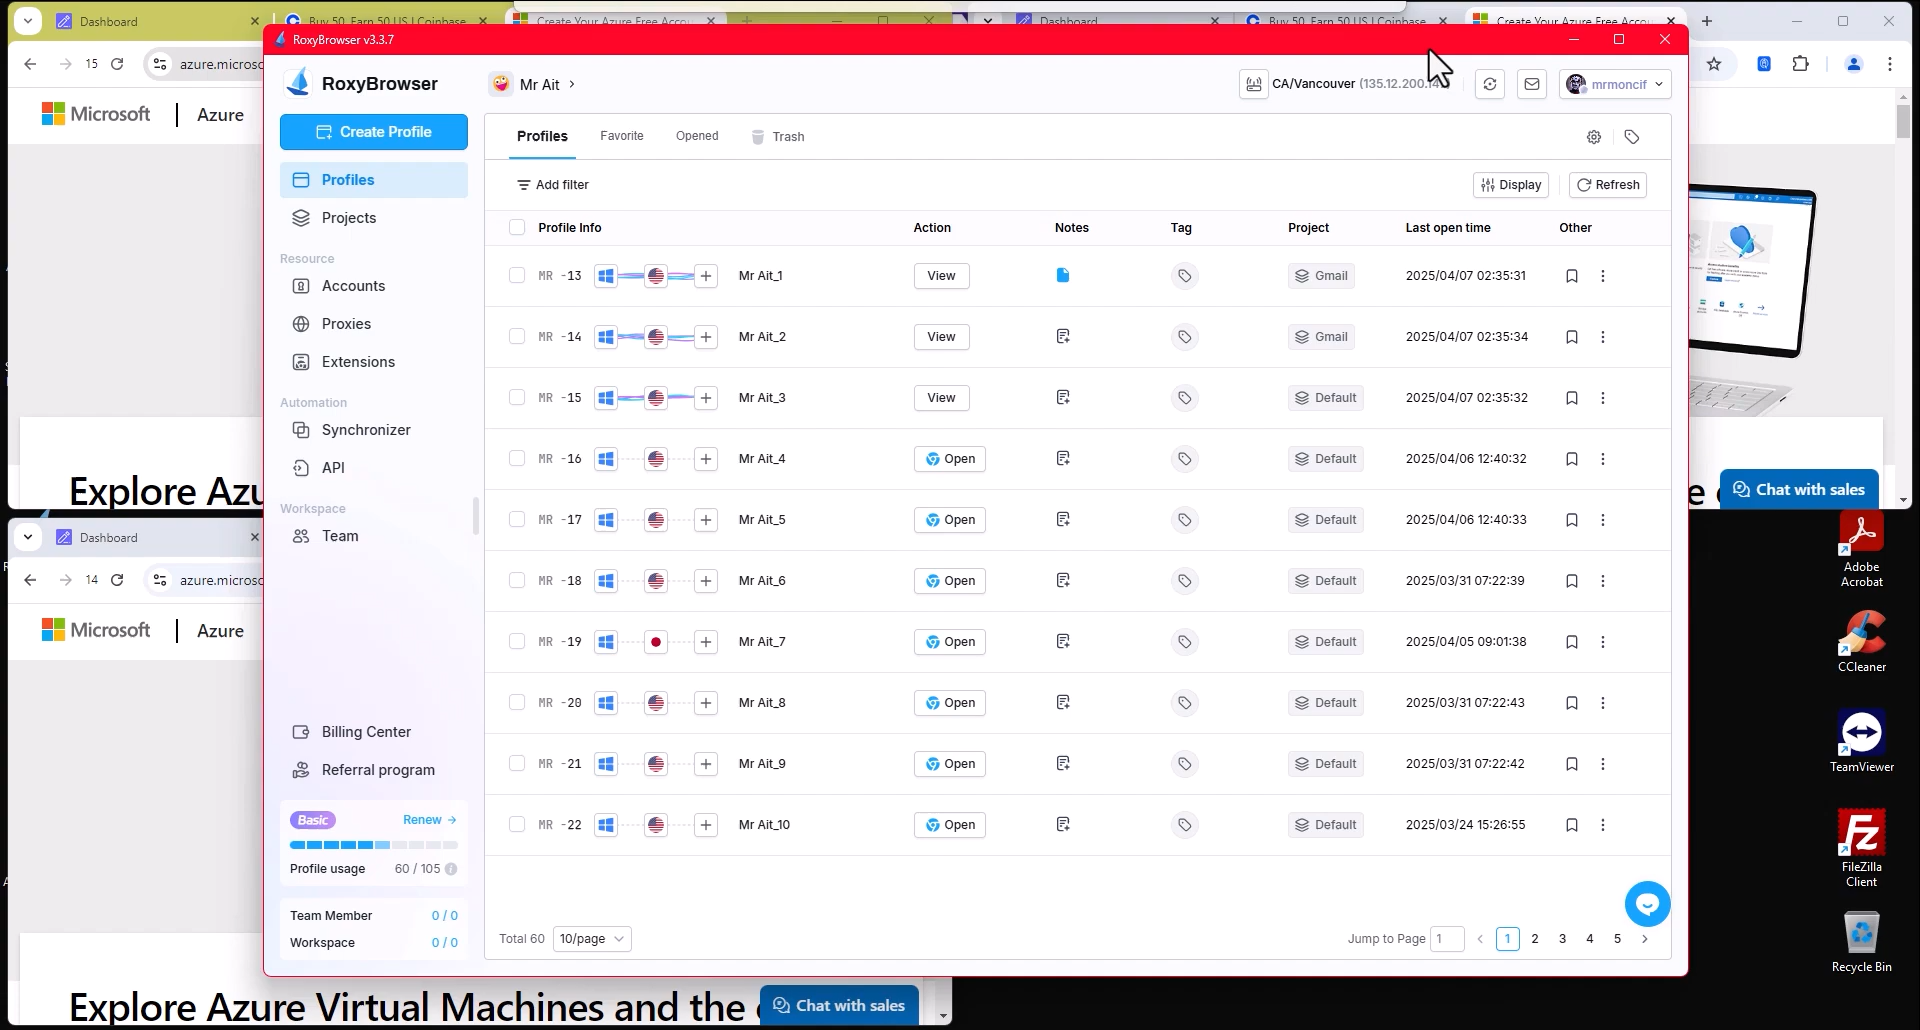 Dashboard
Buy 50, Earn 50 US | Coinbase
Create Your Azure Free Accou
Dashboard
Buy 50, Earn 50 US | Coinbase
Create Your Azure Free Accou
15
azure.microso
Microsoft
Azure
Explore Azu
Chat with sales
Dashboard
14
azure.microso
Microsoft
Azure
Explore Azure Virtual Machines and the
Chat with sales
RoxyBrowser v3.3.7
RoxyBrowser
Mr Ait
CA/Vancouver (135.12.200.14
mrmoncif
Create Profile
Profiles
Projects
Resource
Accounts
Proxies
Extensions
Automation
Synchronizer
API
Workspace
Team
Billing Center
Referral program
Basic
Renew →
Profile usage 60 / 105
Team Member 0 / 0
Workspace 0 / 0
Profiles Favorite Opened Trash
Add filter
Display
Refresh
Profile Info Action Notes Tag Project Last open time Other
MR -13 Mr Ait_1 View Gmail 2025/04/07 02:35:31
MR -14 Mr Ait_2 View Gmail 2025/04/07 02:35:34
MR -15 Mr Ait_3 View Default 2025/04/07 02:35:32
MR -16 Mr Ait_4 Open Default 2025/04/06 12:40:32
MR -17 Mr Ait_5 Open Default 2025/04/06 12:40:33
MR -18 Mr Ait_6 Open Default 2025/03/31 07:22:39
MR -19 Mr Ait_7 Open Default 2025/04/05 09:01:38
MR -20 Mr Ait_8 Open Default 2025/03/31 07:22:43
MR -21 Mr Ait_9 Open Default 2025/03/31 07:22:42
MR -22 Mr Ait_10 Open Default 2025/03/24 15:26:55
Total 60 10/page
Jump to Page 1 < 1 2 3 4 5 >
Adobe
Acrobat
CCleaner
TeamViewer
FileZilla
Client
Recycle Bin